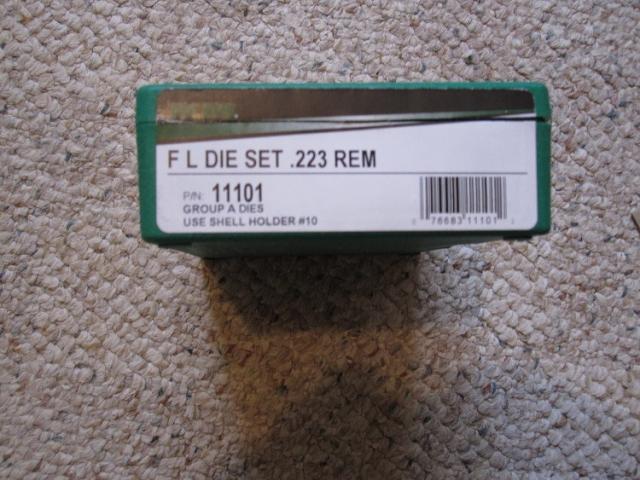 F L DIE SET .223 REM
P/N: 11101
GROUP A DIES
USE SHELL HOLDER #10
76683 11101